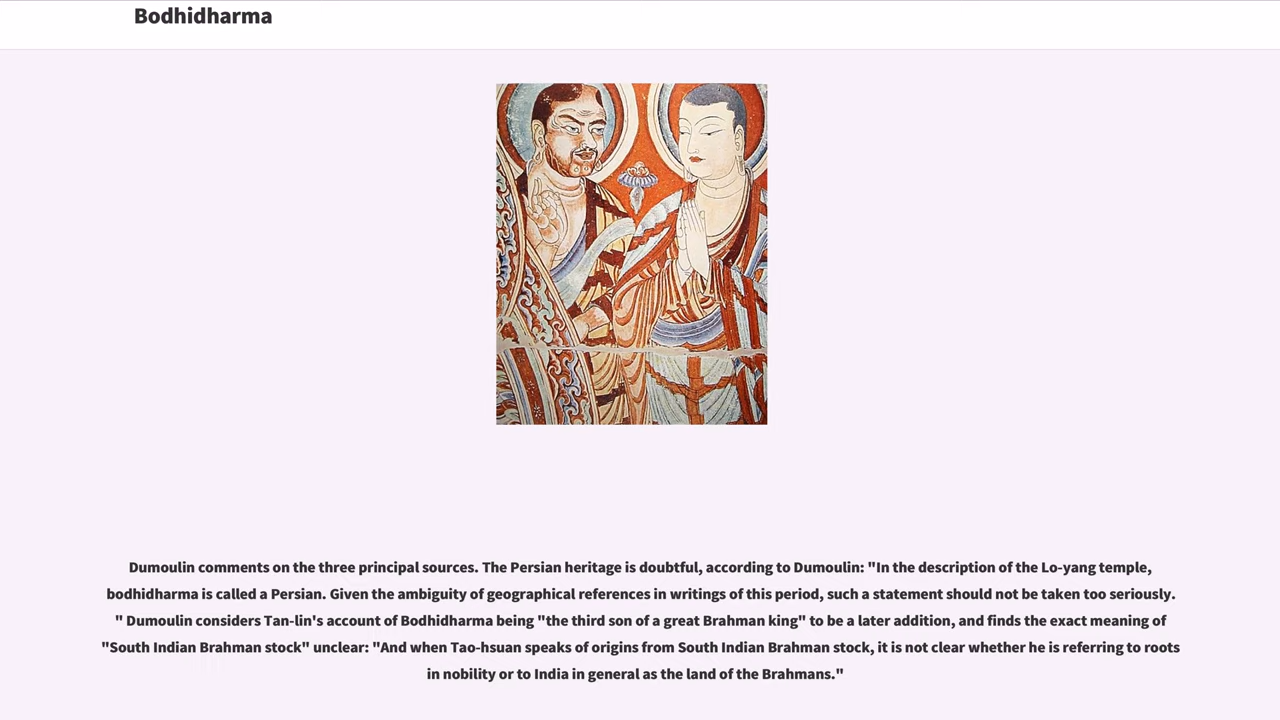 Bodhidharma
Dumoulin comments on the three principal sources. The Persian heritage is doubtful, according to Dumoulin: "In the description of the Lo-yang temple,
bodhidharma is called a Persian. Given the ambiguity of geographical references in writings of this period, such a statement should not be taken too seriously.
" Dumoulin considers Tan-lin's account of Bodhidharma being "the third son of a great Brahman king" to be a later addition, and finds the exact meaning of
"South Indian Brahman stock" unclear: "And when Tao-hsuan speaks of origins from South Indian Brahman stock, it is not clear whether he is referring to roots
in nobility or to India in general as the land of the Brahmans."